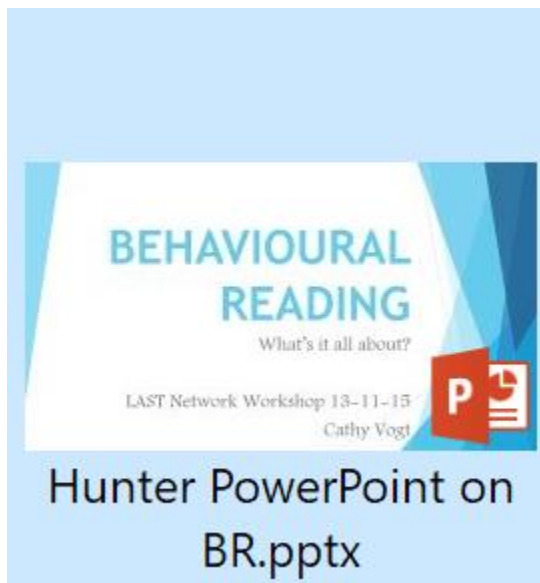 BEHAVIOURAL
READING
What's it all about?
LAST Network Workshop 13-11-15
Cathy Vogt
P
Hunter PowerPoint on
BR.pptx